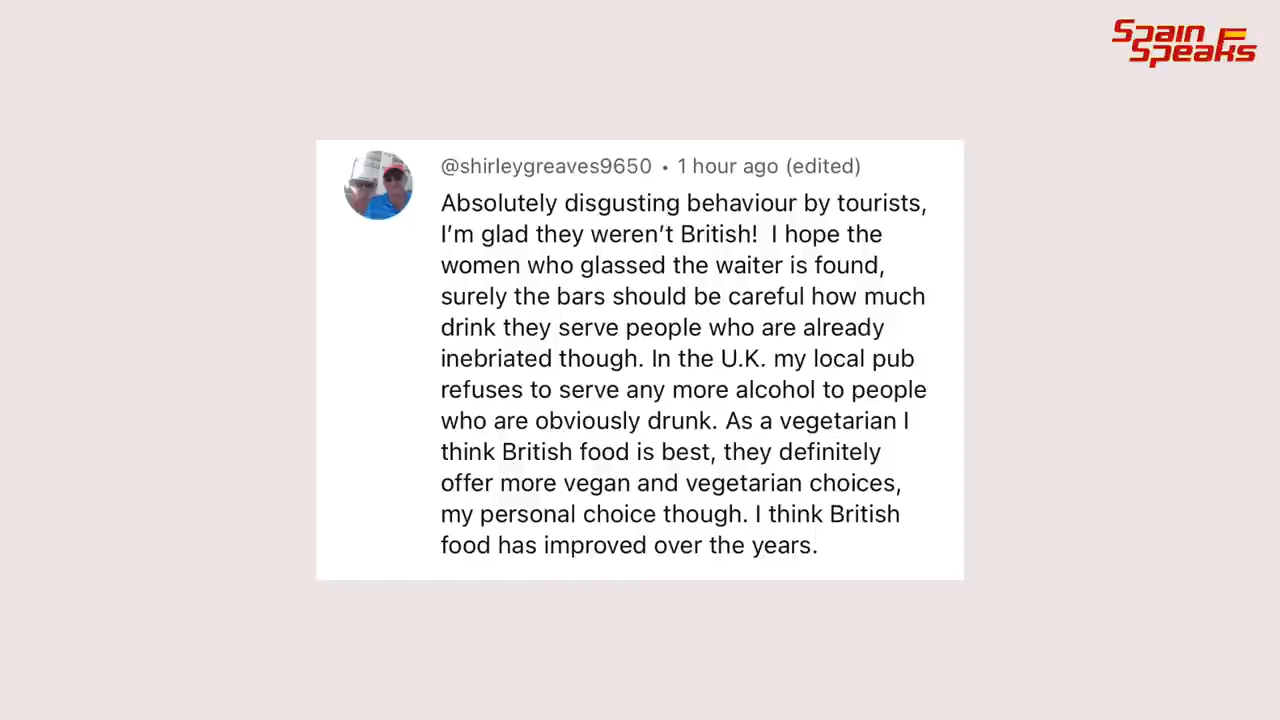 Spain
Speaks
@shirleygreaves9650 • 1 hour ago (edited)
Absolutely disgusting behaviour by tourists,
I’m glad they weren’t British!  I hope the
women who glassed the waiter is found,
surely the bars should be careful how much
drink they serve people who are already
inebriated though. In the U.K. my local pub
refuses to serve any more alcohol to people
who are obviously drunk. As a vegetarian I
think British food is best, they definitely
offer more vegan and vegetarian choices,
my personal choice though. I think British
food has improved over the years.